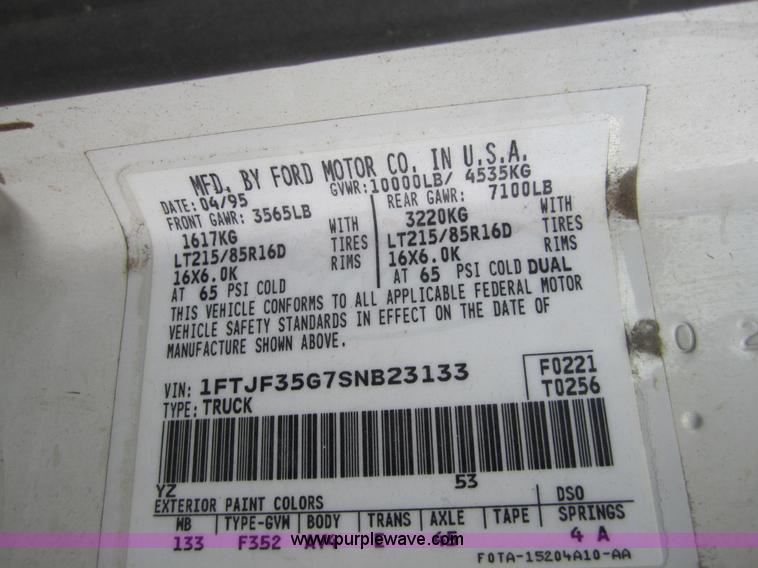 MFD. BY FORD MOTOR CO. IN U.S.A.
DATE: 04/95 GVWR: 10000LB/ 4535KG
FRONT GAWR: 3565LB REAR GAWR: 7100LB
1617KG WITH 3220KG WITH
LT215/85R16D TIRES LT215/85R16D TIRES
16X6.0K RIMS 16X6.0K RIMS
AT 65 PSI COLD AT 65 PSI COLD DUAL
THIS VEHICLE CONFORMS TO ALL APPLICABLE FEDERAL MOTOR
VEHICLE SAFETY STANDARDS IN EFFECT ON THE DATE OF
MANUFACTURE SHOWN ABOVE.
VIN: 1FTJF35G7SNB23133 F0221
TYPE: TRUCK T0256
YZ 53
EXTERIOR PAINT COLORS DSO
WB TYPE-GVW BODY TRANS AXLE TAPE SPRINGS
133 F352 4 A
F0TA-15204A10-AA
0 2
www.purplewave.com